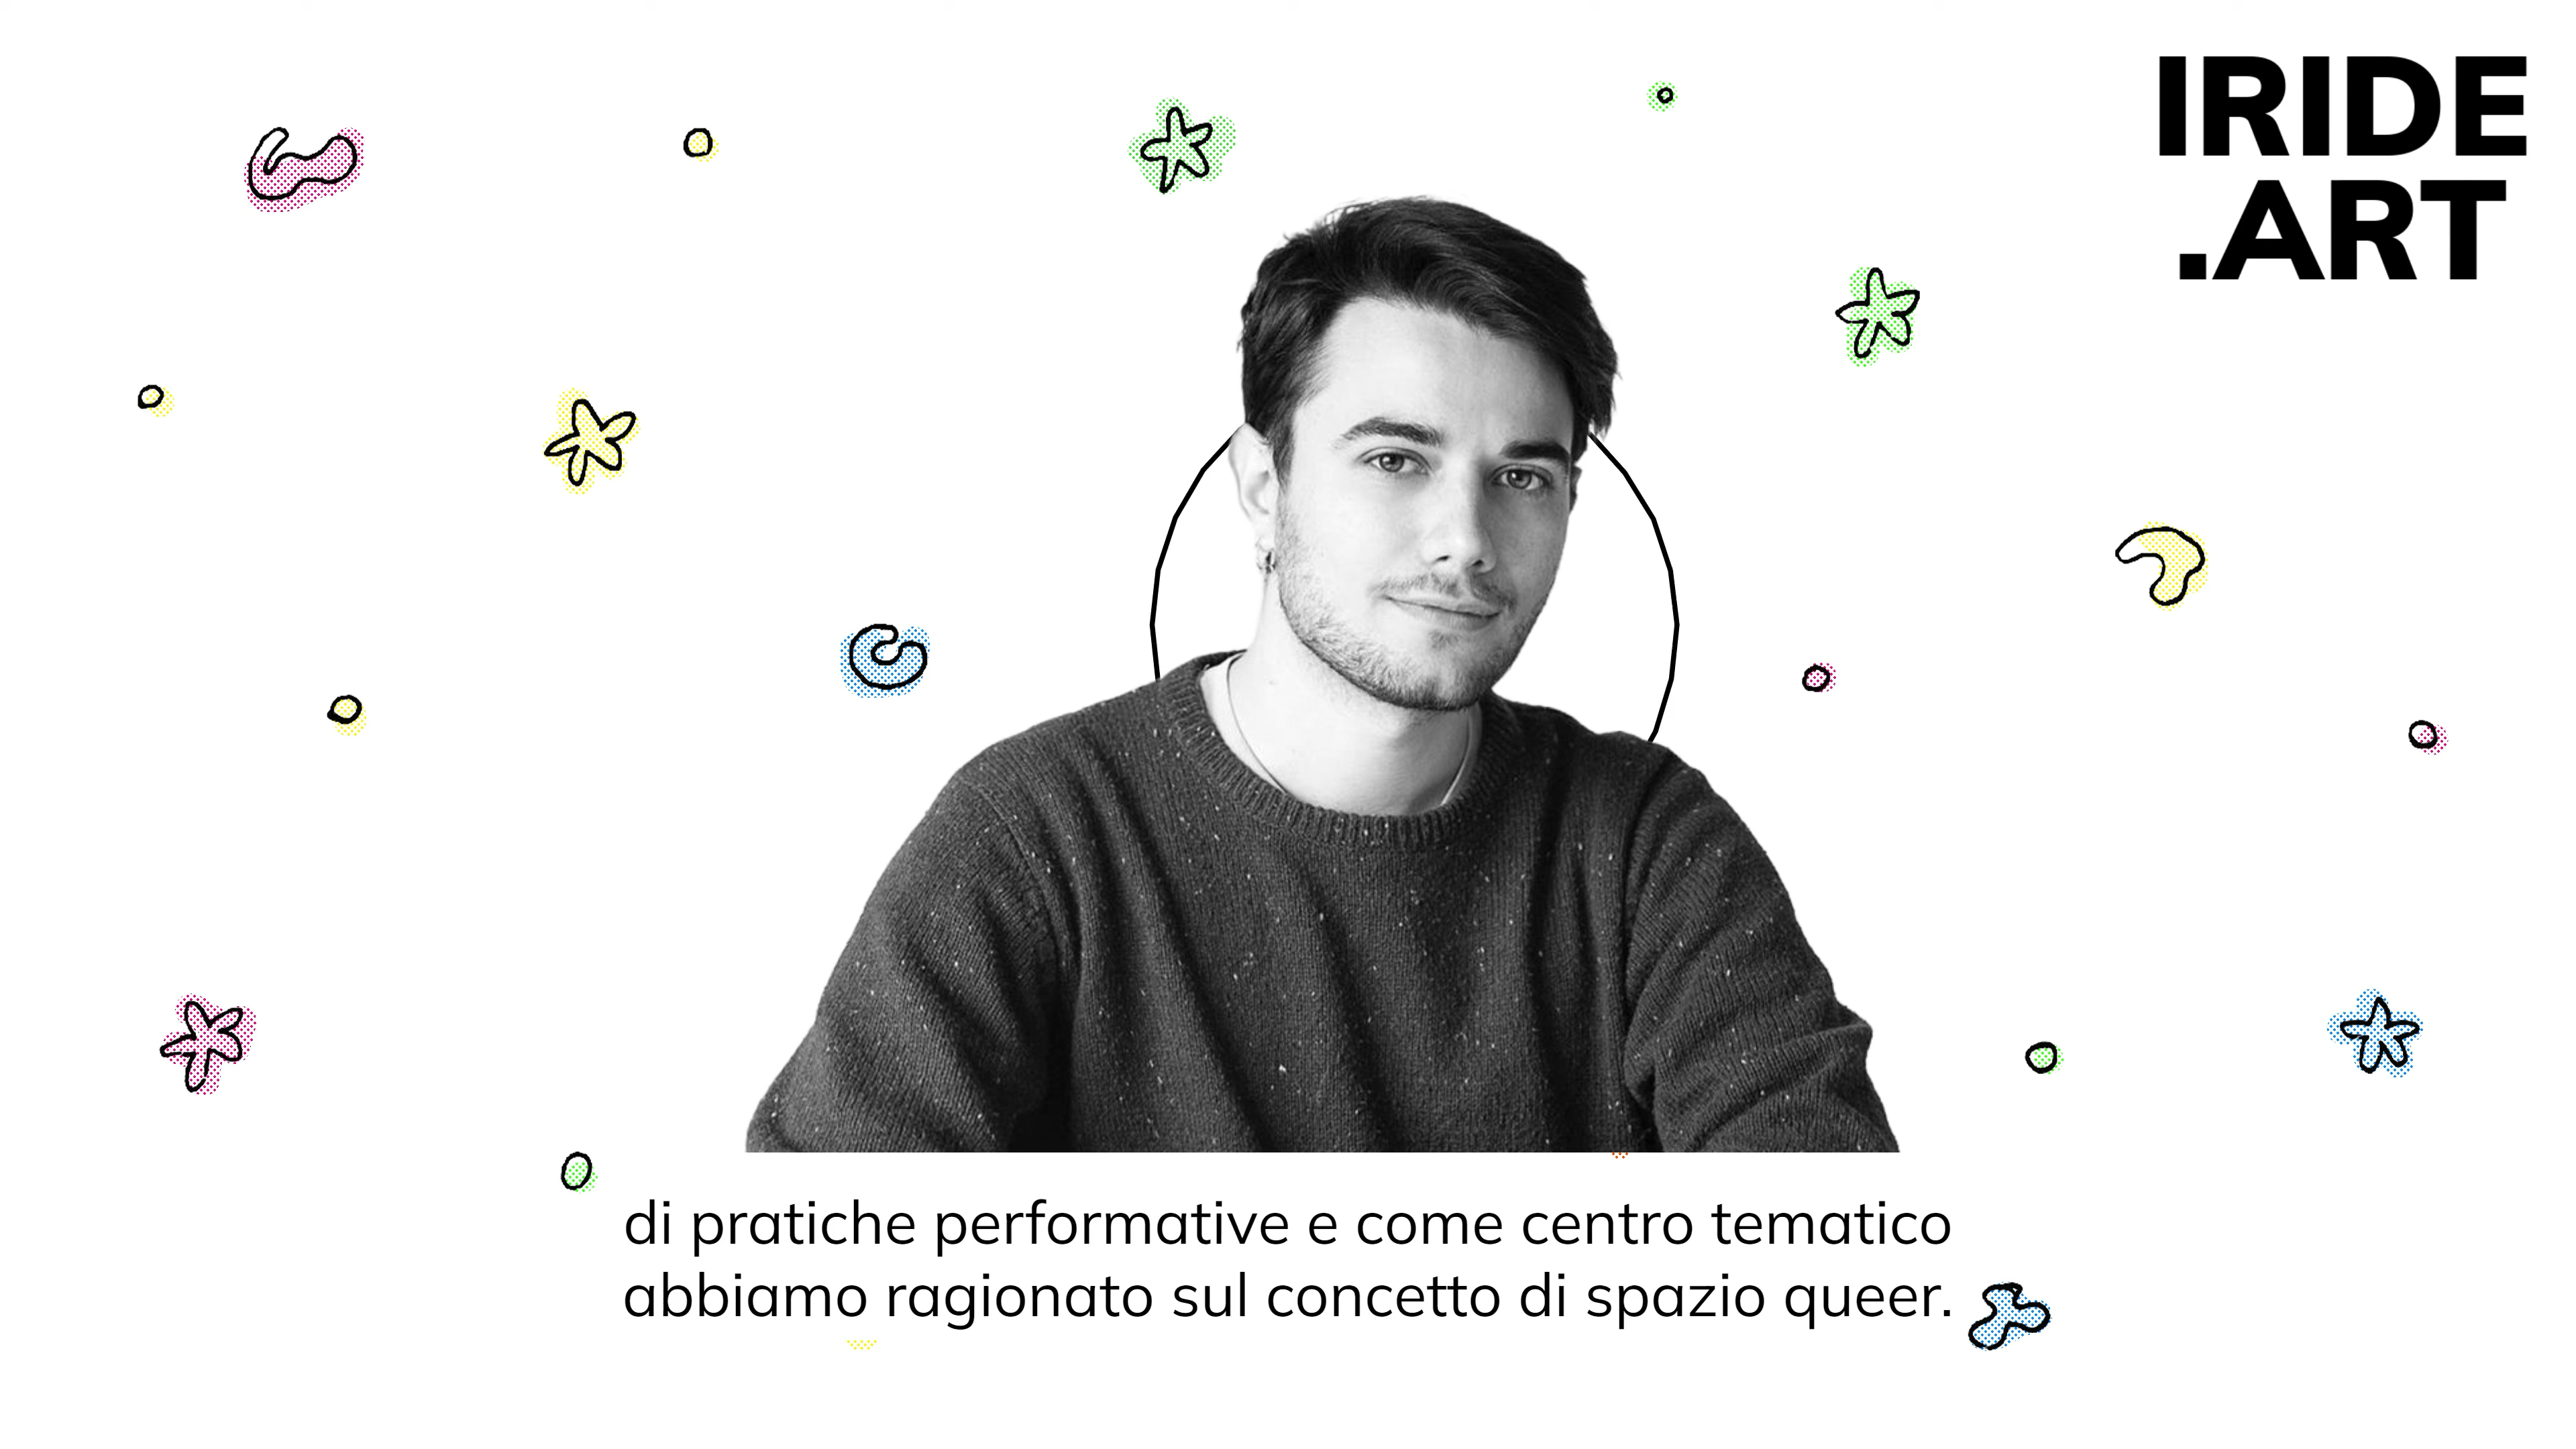 IRIDE
.ART
di pratiche performative e come centro tematico
abbiamo ragionato sul concetto di spazio queer.